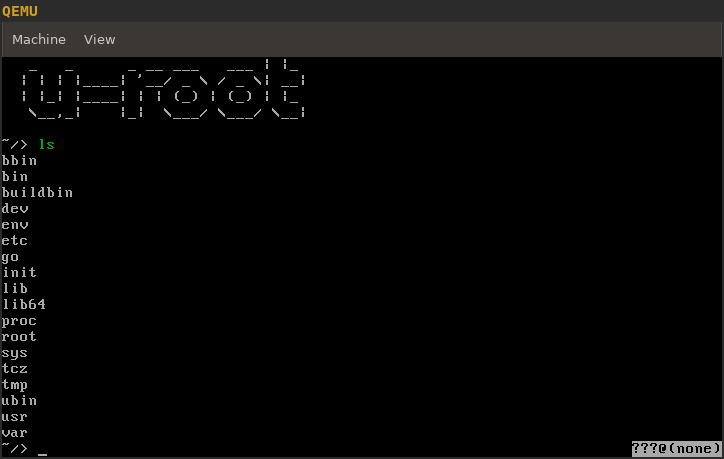 QEMU
Machine View
u-root
~/> ls
bbin
bin
buildbin
dev
env
etc
go
init
lib
lib64
proc
root
sys
tcz
tmp
ubin
usr
var
~/> _
???@(none)